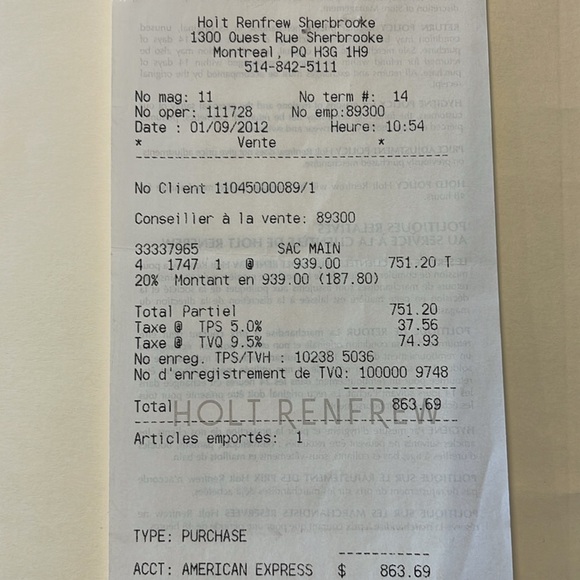 Holt Renfrew Sherbrooke
1300 Ouest Rue Sherbrooke
Montreal, PQ H3G 1H9
514-842-5111
No mag: 11 No term #: 14
No oper: 111728 No emp:89300
Date : 01/09/2012 Heure: 10:54
* Vente *
No Client 11045000089/1
Conseiller à la vente: 89300
33337965 SAC MAIN
4 1747 1 @ 939.00 751.20 T
20% Montant en 939.00 (187.80)
Total Partiel 751.20
Taxe @ TPS 5.0% 37.56
Taxe @ TVQ 9.5% 74.93
No enreg. TPS/TVH : 10238 5036
No d'enregistrement de TVQ: 100000 9748
Total 863.69
HOLT RENFREW
Articles emportés: 1
TYPE: PURCHASE
ACCT: AMERICAN EXPRESS $ 863.69